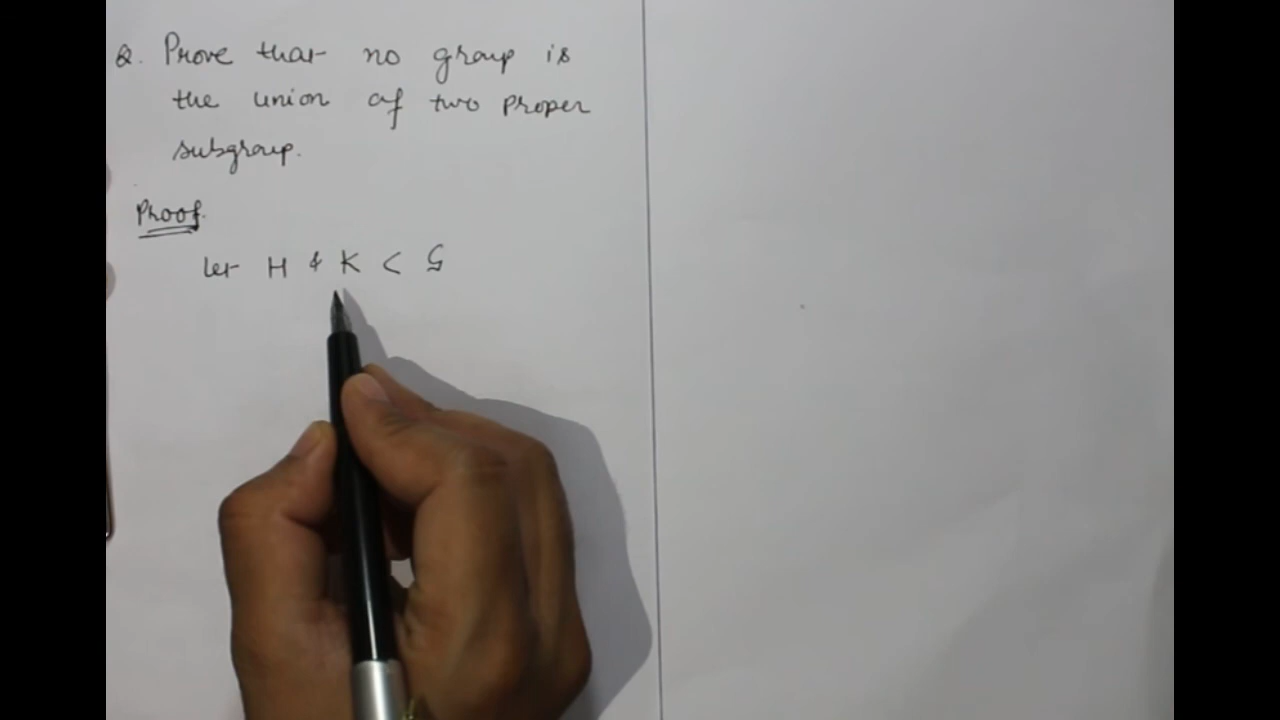 Q. Prove that no group is
the union of two proper
subgroup.
Proof.
Let H & K < G